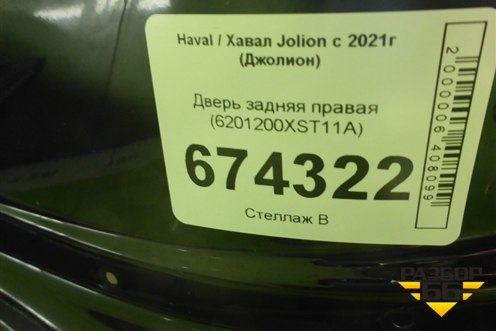 Haval / Хавал Jolion с 2021г
(Джолион)
Дверь задняя правая
(6201200XST11A)
674322
Стеллаж В
2000006408099
РАЗБОР
66